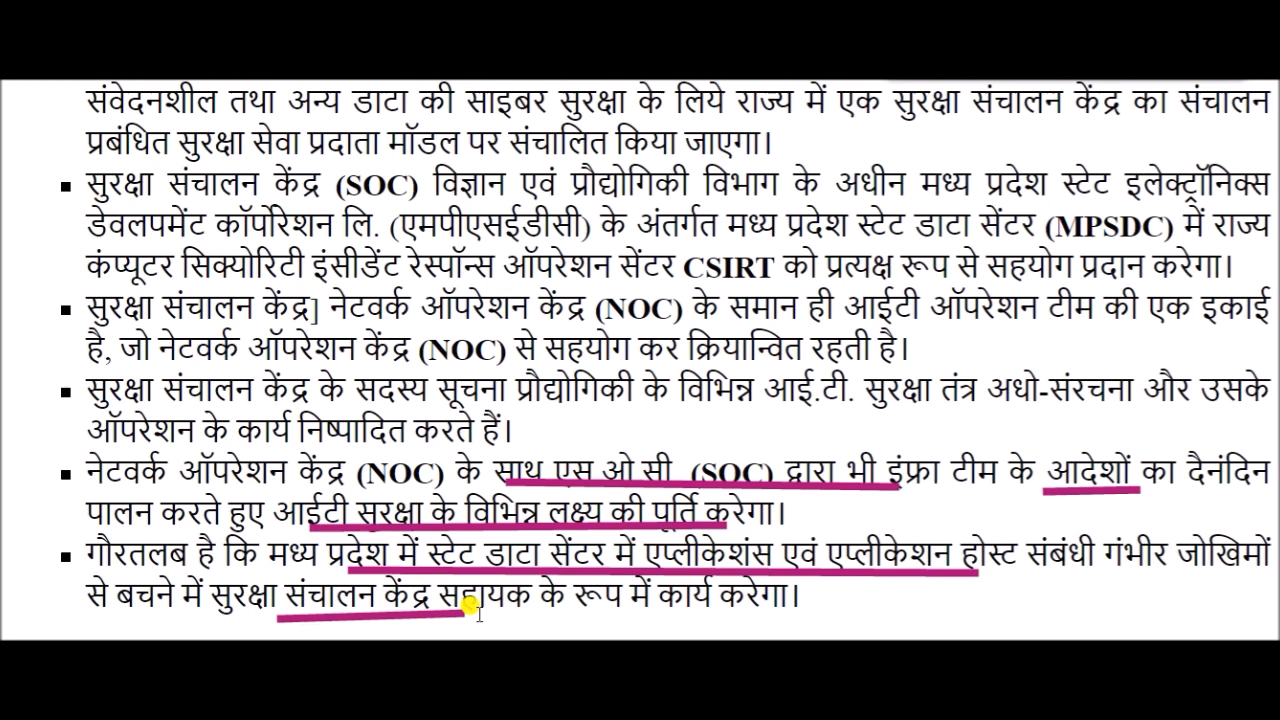 संवेदनशील तथा अन्य डाटा की साइबर सुरक्षा के लिये राज्य में एक सुरक्षा संचालन केंद्र का संचालन
प्रबंधित सुरक्षा सेवा प्रदाता मॉडल पर संचालित किया जाएगा।
▪ सुरक्षा संचालन केंद्र (SOC) विज्ञान एवं प्रौद्योगिकी विभाग के अधीन मध्य प्रदेश स्टेट इलेक्ट्रॉनिक्स
डेवलपमेंट कॉर्पोरेशन लि. (एमपीएसईडीसी) के अंतर्गत मध्य प्रदेश स्टेट डाटा सेंटर (MPSDC) में राज्य
कंप्यूटर सिक्योरिटी इंसीडेंट रेस्पॉन्स ऑपरेशन सेंटर CSIRT को प्रत्यक्ष रूप से सहयोग प्रदान करेगा।
▪ सुरक्षा संचालन केंद्र] नेटवर्क ऑपरेशन केंद्र (NOC) के समान ही आईटी ऑपरेशन टीम की एक इकाई
है, जो नेटवर्क ऑपरेशन केंद्र (NOC) से सहयोग कर क्रियान्वित रहती है।
▪ सुरक्षा संचालन केंद्र के सदस्य सूचना प्रौद्योगिकी के विभिन्न आई.टी. सुरक्षा तंत्र अधो-संरचना और उसके
ऑपरेशन के कार्य निष्पादित करते हैं।
▪ नेटवर्क ऑपरेशन केंद्र (NOC) के साथ एस ओ सी (SOC) द्वारा भी इंफ्रा टीम के आदेशों का दैनंदिन
पालन करते हुए आईटी सुरक्षा के विभिन्न लक्ष्य की पूर्ति करेगा।
▪ गौरतलब है कि मध्य प्रदेश में स्टेट डाटा सेंटर में एप्लीकेशंस एवं एप्लीकेशन होस्ट संबंधी गंभीर जोखिमों
से बचने में सुरक्षा संचालन केंद्र सहायक के रूप में कार्य करेगा।